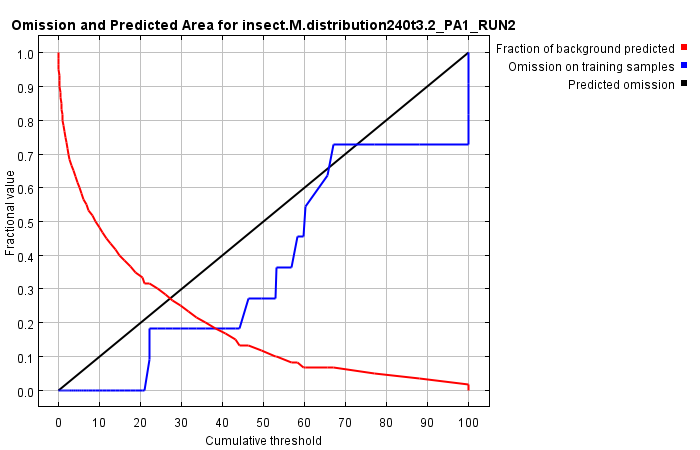 Omission and Predicted Area for insect.M.distribution240t3.2_PA1_RUN2
Fraction of background predicted
Omission on training samples
Predicted omission
Fractional value
1.0
0.9
0.8
0.7
0.6
0.5
0.4
0.3
0.2
0.1
0.0
0 10 20 30 40 50 60 70 80 90 100
Cumulative threshold